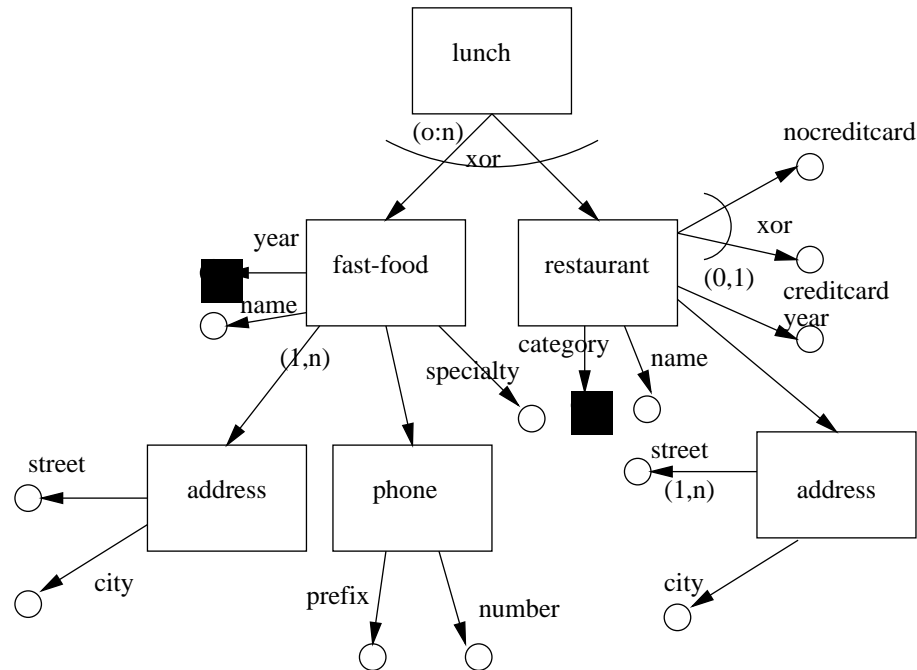 lunch
(o:n)
xor
nocreditcard
xor
year
fast-food
restaurant
(0,1)
creditcard
name
year
category
name
(1,n)
specialty
street
address
phone
street
(1,n)
address
city
prefix
number
city